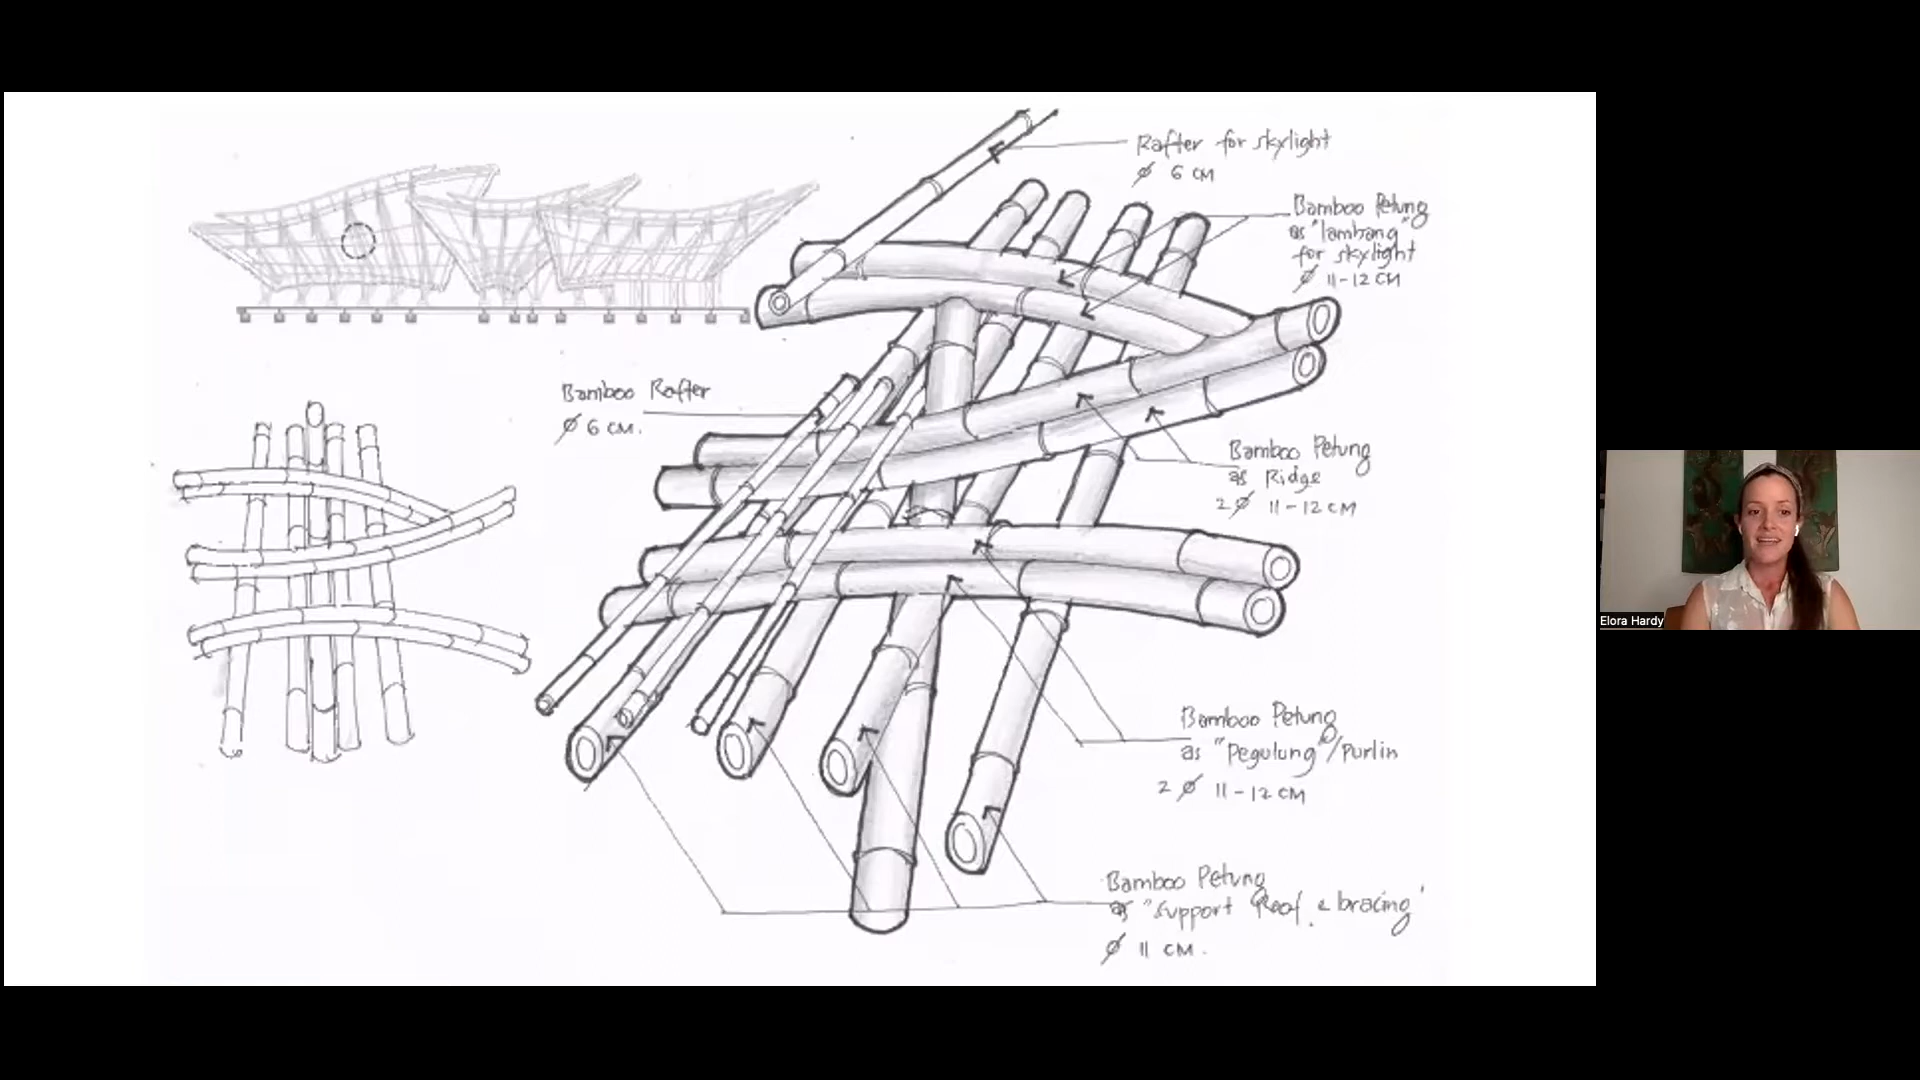 Rafter for skylight
Ø 6 CM
Bamboo Petung
as "lambang"
for skylight
Ø 11-12 CM
Bamboo Rafter
Ø 6 CM.
Bamboo Petung
as Ridge
2 Ø 11-12 CM
Bamboo Petung
as "Pegulung"/Purlin
2 Ø 11-12 CM
Bamboo Petung
as "support Roof & bracing"
Ø 11 CM.
Elora Hardy